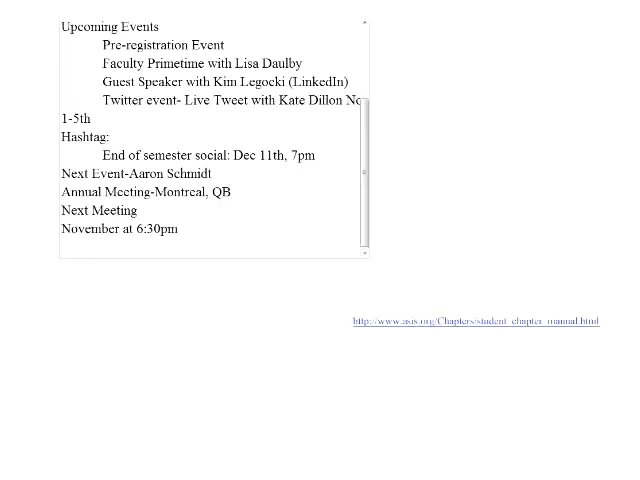 Upcoming Events
Pre-registration Event
Faculty Primetime with Lisa Daulby
Guest Speaker with Kim Legocki (LinkedIn)
Twitter event- Live Tweet with Kate Dillon No
1-5th
Hashtag:
End of semester social: Dec 11th, 7pm
Next Event-Aaron Schmidt
Annual Meeting-Montreal, QB
Next Meeting
November at 6:30pm
http://www.asis.org/Chapters/student_chapter_manual.html